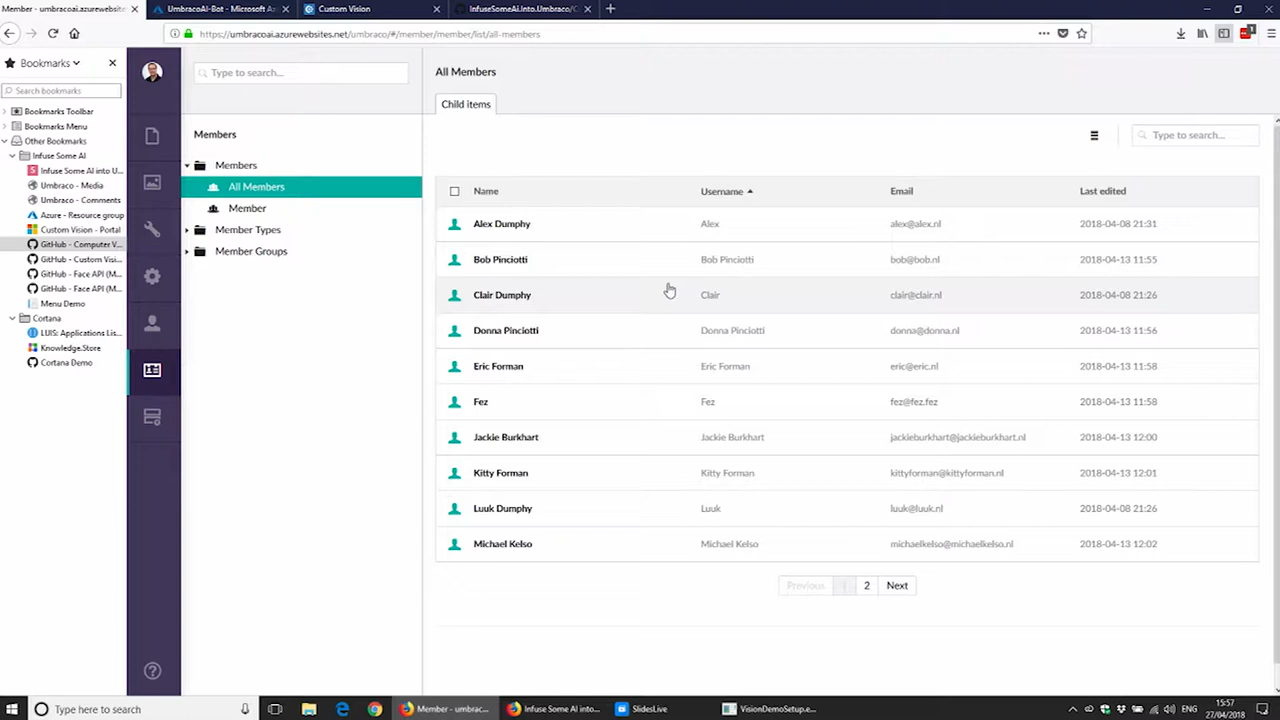 Member - umbracoai.azurewebsites
UmbracoAI-Bot - Microsoft Az
Custom Vision
InfuseSomeAI.Into.Umbraco/C
https://umbracoai.azurewebsites.net/umbraco/#/member/member/list/all-members
Bookmarks
Search bookmarks
Bookmarks Toolbar
Bookmarks Menu
Other Bookmarks
Infuse Some AI
Infuse Some AI into U...
Umbraco - Media
Umbraco - Comments
Azure - Resource group
Custom Vision - Portal
GitHub - Computer V...
GitHub - Custom Visi...
GitHub - Face API (M...
GitHub - Face API (M...
Menu Demo
Cortana
LUIS: Applications Lis...
Knowledge.Store
Cortana Demo
Type to search...
Members
Members
All Members
Member
Member Types
Member Groups
All Members
Child items
Type to search...
Name Username Email Last edited
Alex Dumphy Alex alex@alex.nl 2018-04-08 21:31
Bob Pinciotti Bob Pinciotti bob@bob.nl 2018-04-13 11:55
Clair Dumphy Clair clair@clair.nl 2018-04-08 21:26
Donna Pinciotti Donna Pinciotti donna@donna.nl 2018-04-13 11:56
Eric Forman Eric Forman eric@eric.nl 2018-04-13 11:58
Fez Fez fez@fez.fez 2018-04-13 11:58
Jackie Burkhart Jackie Burkhart jackieburkhart@jackieburkhart.nl 2018-04-13 12:00
Kitty Forman Kitty Forman kittyforman@kittyforman.nl 2018-04-13 12:01
Luuk Dumphy Luuk luuk@luuk.nl 2018-04-08 21:26
Michael Kelso Michael Kelso michaelkelso@michaelkelso.nl 2018-04-13 12:02
Previous 1 2 Next
Type here to search
Member - umbrac...
Infuse Some AI into...
SlidesLive
VisionDemoSetup.e...
ENG
15:57
27/04/2018